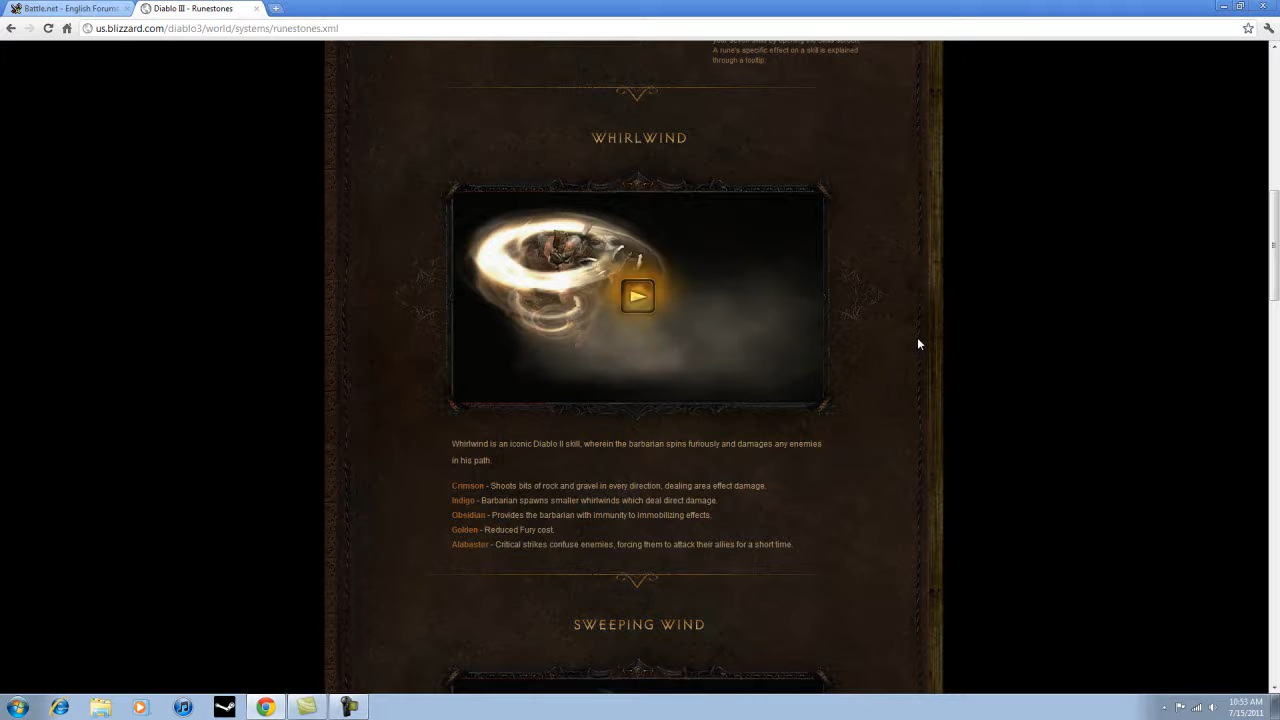 Battle.net - English Forums
Diablo III - Runestones
us.blizzard.com/diablo3/world/systems/runestones.xml
A rune's specific effect on a skill is explained
through a tooltip.
WHIRLWIND
Whirlwind is an iconic Diablo II skill, wherein the barbarian spins furiously and damages any enemies
in his path.
Crimson - Shoots bits of rock and gravel in every direction, dealing area effect damage.
Indigo - Barbarian spawns smaller whirlwinds which deal direct damage.
Obsidian - Provides the barbarian with immunity to immobilizing effects.
Golden - Reduced Fury cost.
Alabaster - Critical strikes confuse enemies, forcing them to attack their allies for a short time.
SWEEPING WIND
10:53 AM
7/15/2011